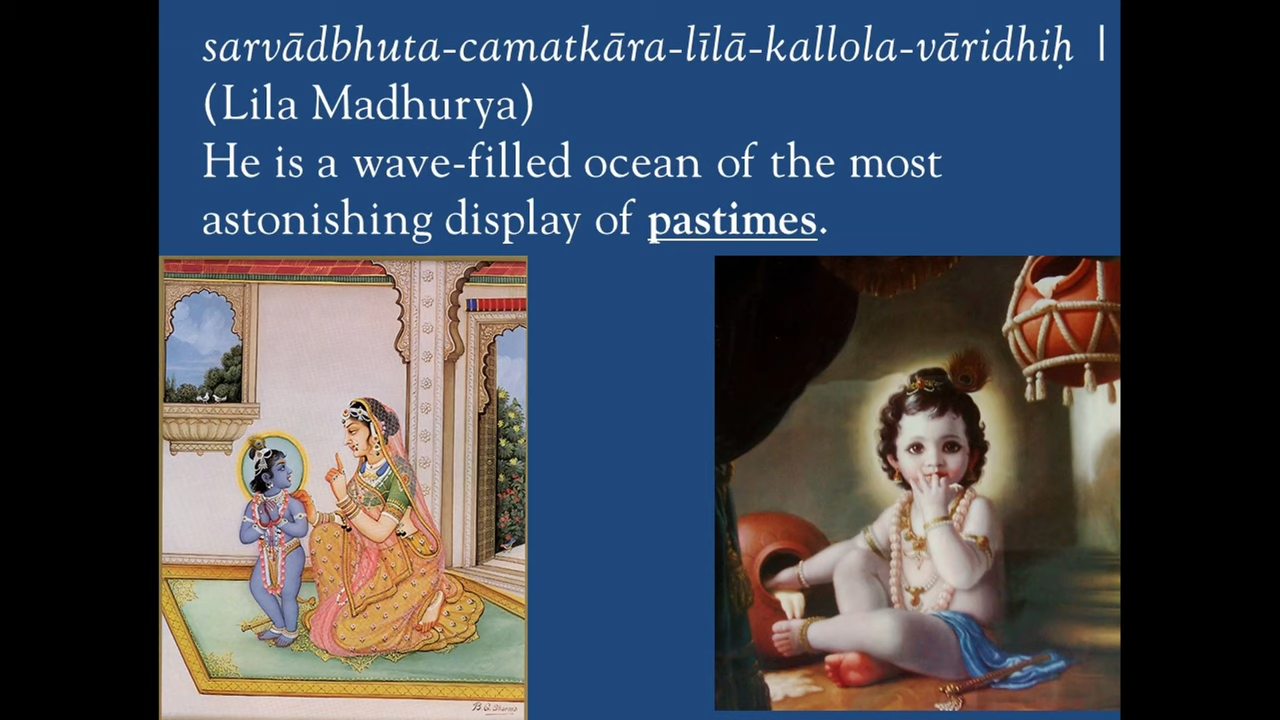 sarvādbhuta-camatkāra-līlā-kallola-vāridhiḥ |
(Lila Madhurya)
He is a wave-filled ocean of the most
astonishing display of pastimes.
B.G. Sharma